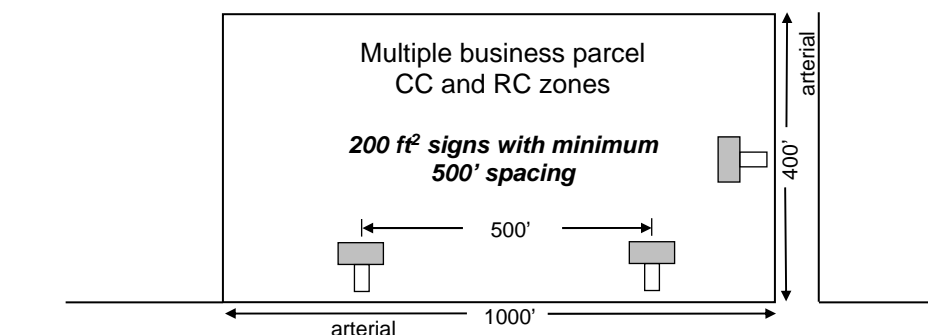 Multiple business parcel
CC and RC zones
arterial
200 ft² signs with minimum
500’ spacing
400’
500’
1000’
arterial